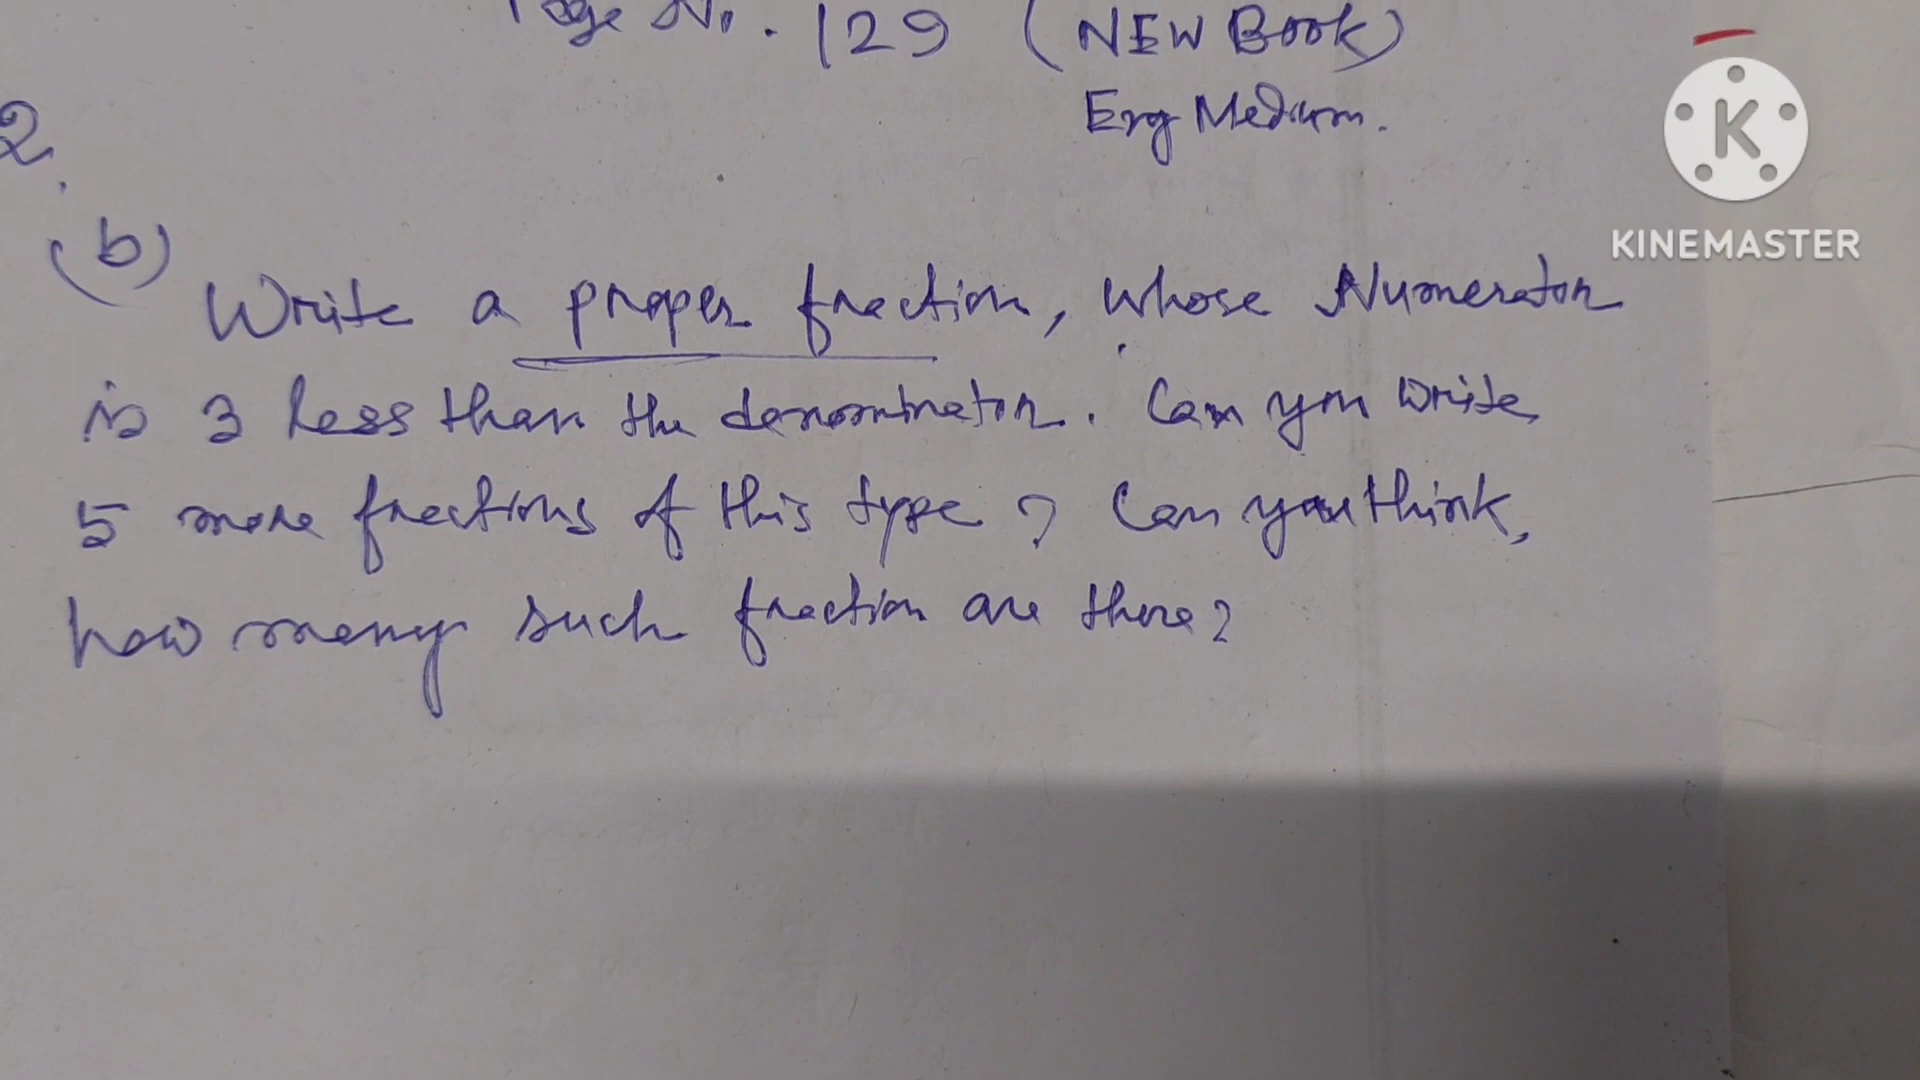 Page No. 129 (NEW Book)
Eng Medium.
2.
(b)
Write a proper fraction, whose Numerator
is 3 less than the denominator. Can you write
5 more fractions of this type? Can you think,
how many such fraction are there?
K
KINEMASTER